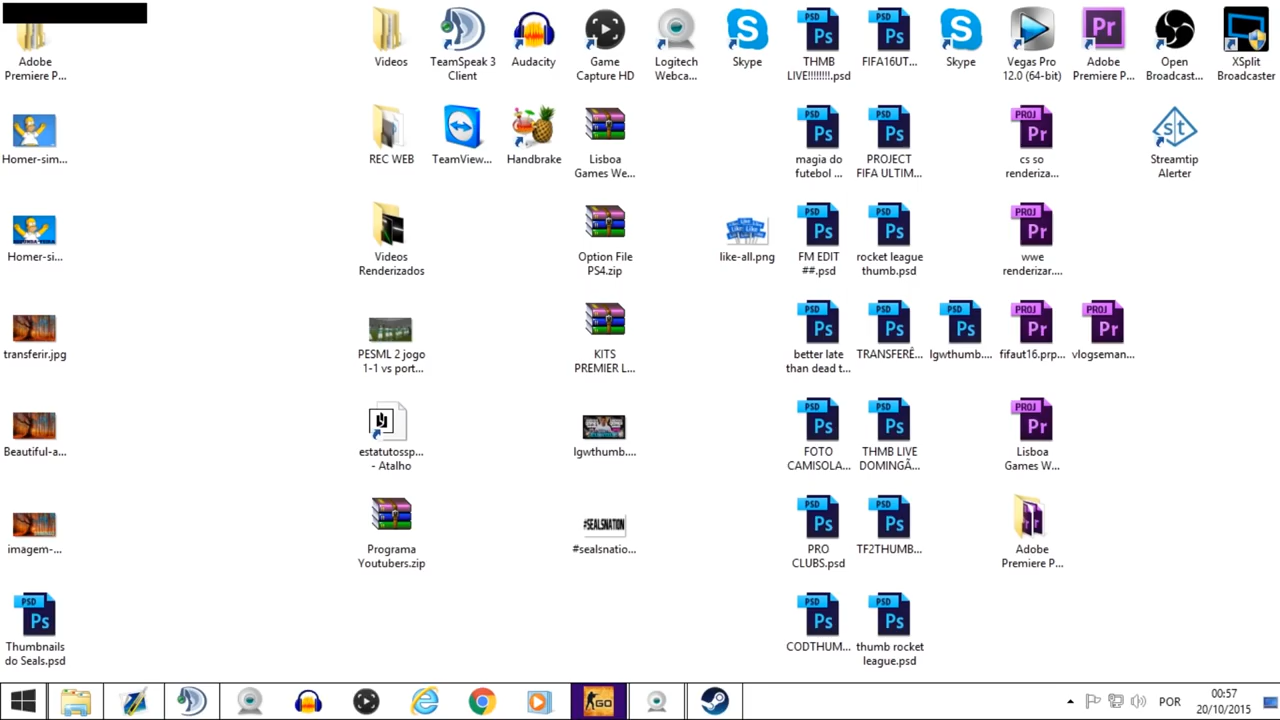 Adobe
Premiere P...
Videos
TeamSpeak 3
Client
Audacity
Game
Capture HD
Logitech
Webca...
Skype
THMB
LIVE!!!!!!!!.psd
FIFA16UT...
Skype
Vegas Pro
12.0 (64-bit)
Adobe
Premiere P...
Open
Broadcast...
XSplit
Broadcaster
Homer-sim...
REC WEB
TeamView...
Handbrake
Lisboa
Games We...
magia do
futebol ...
PROJECT
FIFA ULTIM...
cs so
renderiza...
Streamtip
Alerter
Homer-si...
Videos
Renderizados
Option File
PS4.zip
like-all.png
FM EDIT
##.psd
rocket league
thumb.psd
wwe
renderizar....
transferir.jpg
PESML 2 jogo
1-1 vs port...
KITS
PREMIER L...
better late
than dead t...
TRANSFERÊ...
lgwthumb....
fifaut16.prp...
vlogseman...
Beautiful-a...
estatutossp...
- Atalho
lgwthumb....
FOTO
CAMISOLA...
THMB LIVE
DOMINGÃ...
Lisboa
Games W...
imagem-...
Programa
Youtubers.zip
#SEALSNATION
#sealsnatio...
PRO
CLUBS.psd
TF2THUMB...
Adobe
Premiere P...
Thumbnails
do Seals.psd
CODTHUM...
thumb rocket
league.psd
GO
POR
00:57
20/10/2015